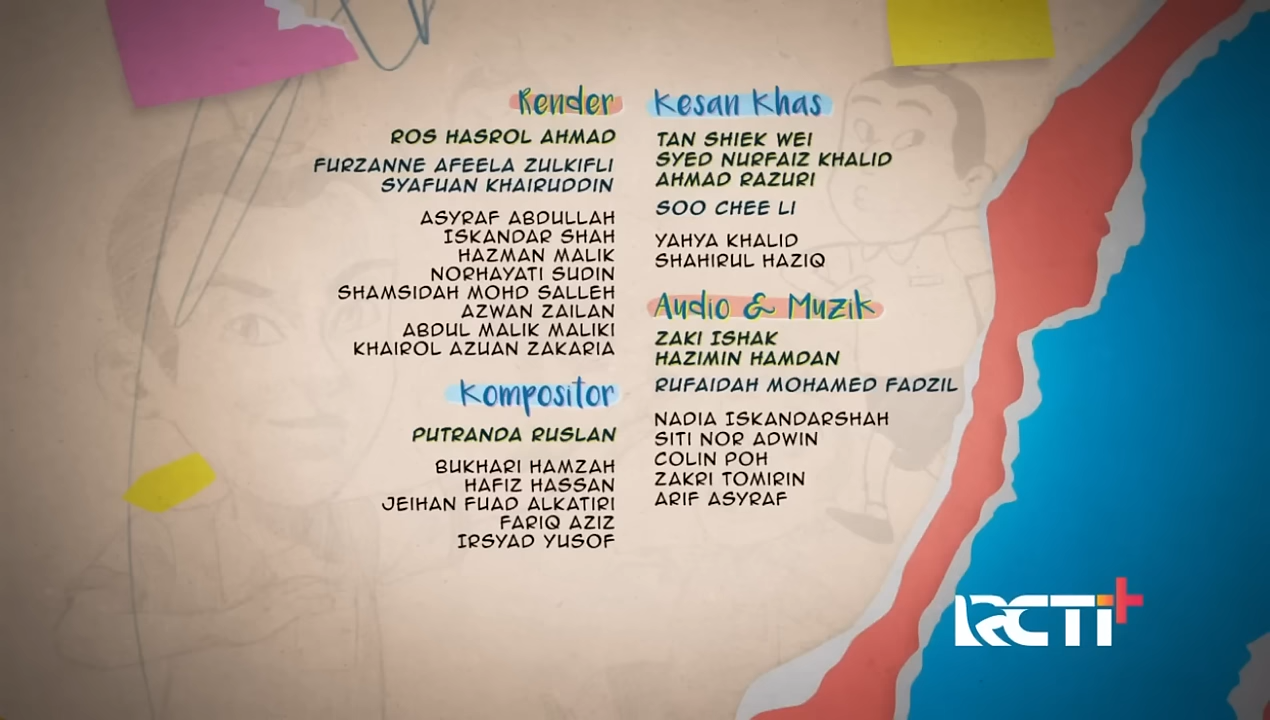 Render
ROS HASROL AHMAD
FURZANNE AFEELA ZULKIFLI
SYAFUAN KHAIRUDDIN
ASYRAF ABDULLAH
ISKANDAR SHAH
HAZMAN MALIK
NORHAYATI SUDIN
SHAMSIDAH MOHD SALLEH
AZWAN ZAILAN
ABDUL MALIK MALIKI
KHAIROL AZUAN ZAKARIA
Kompositor
PUTRANDA RUSLAN
BUKHARI HAMZAH
HAFIZ HASSAN
JEIHAN FUAD ALKATIRI
FARIQ AZIZ
IRSYAD YUSOF
Kesan Khas
TAN SHIEK WEI
SYED NURFAIZ KHALID
AHMAD RAZURI
SOO CHEE LI
YAHYA KHALID
SHAHIRUL HAZIQ
Audio & Muzik
ZAKI ISHAK
HAZIMIN HAMDAN
RUFAIDAH MOHAMED FADZIL
NADIA ISKANDARSHAH
SITI NOR ADWIN
COLIN POH
ZAKRI TOMIRIN
ARIF ASYRAF
RCTI+